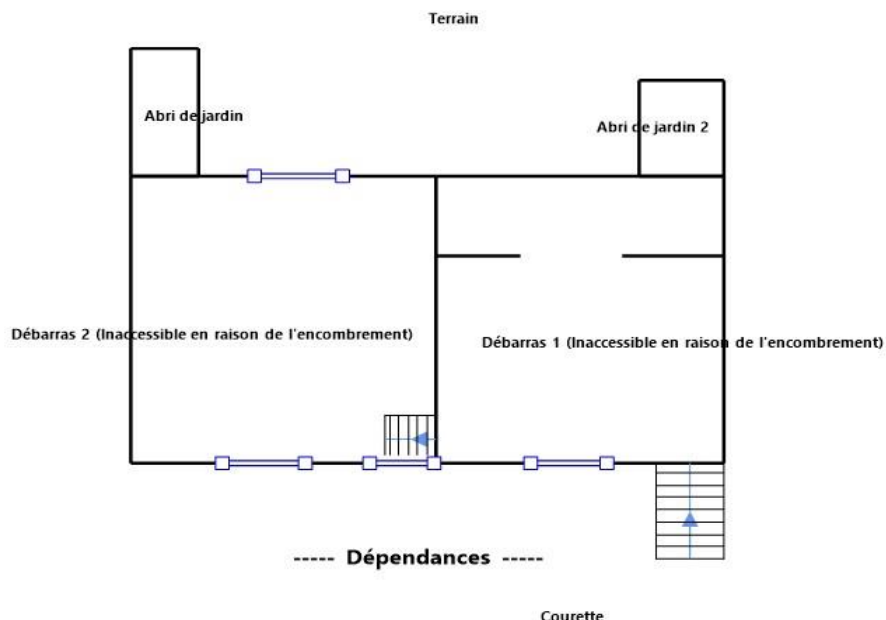 Terrain
Abri de jardin
Abri de jardin 2
Débarras 2 (Inaccessible en raison de l'encombrement)
Débarras 1 (Inaccessible en raison de l'encombrement)
----- Dépendances -----
Courette